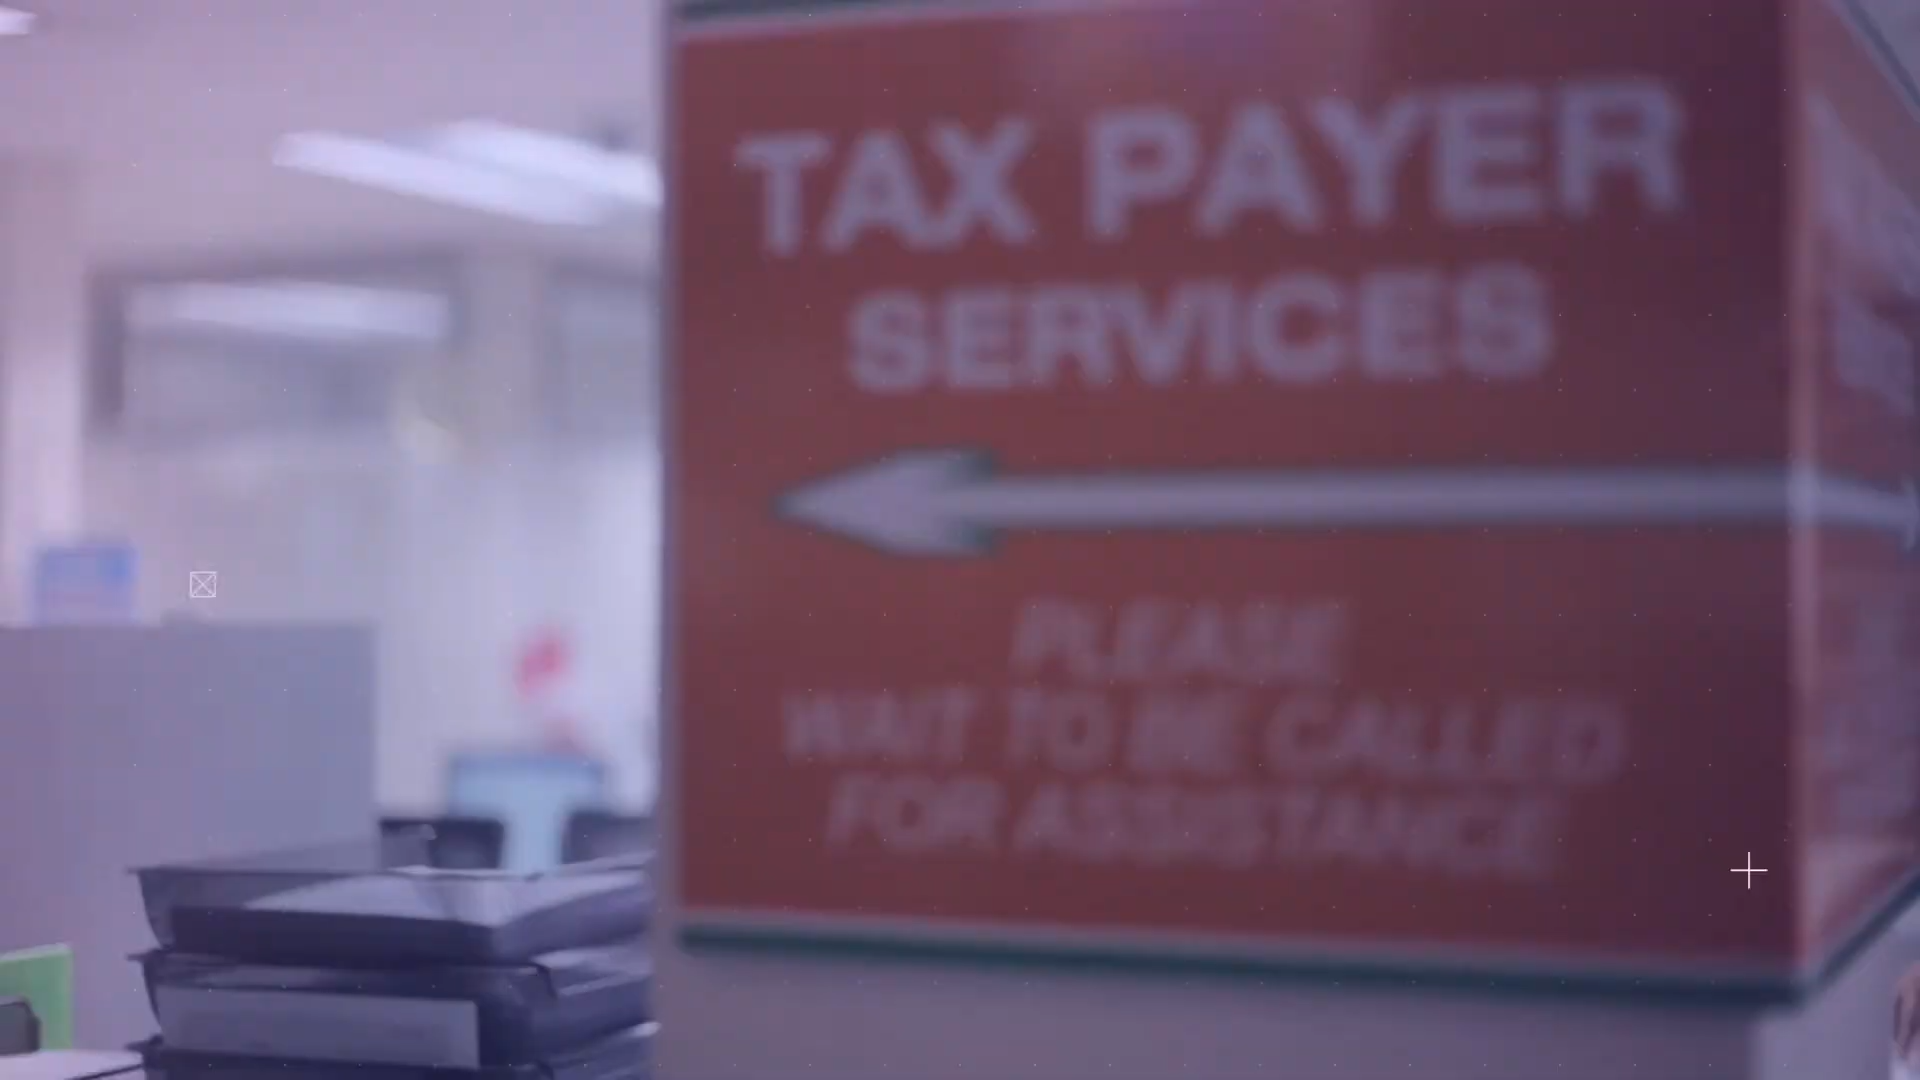 TAX PAYER
SERVICES
PLEASE
WAIT TO BE CALLED
FOR ASSISTANCE